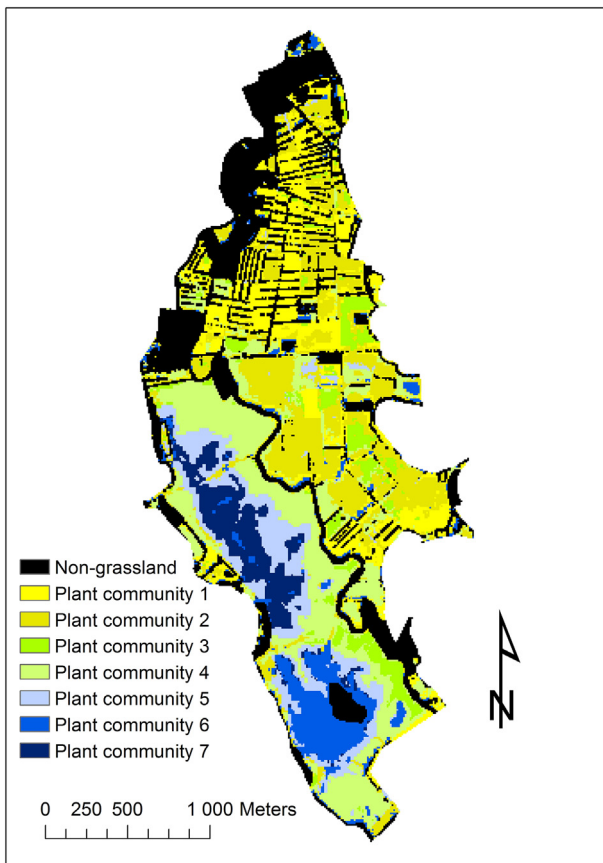 Non-grassland
Plant community 1
Plant community 2
Plant community 3
Plant community 4
Plant community 5
Plant community 6
Plant community 7
N
0 250 500 1 000 Meters